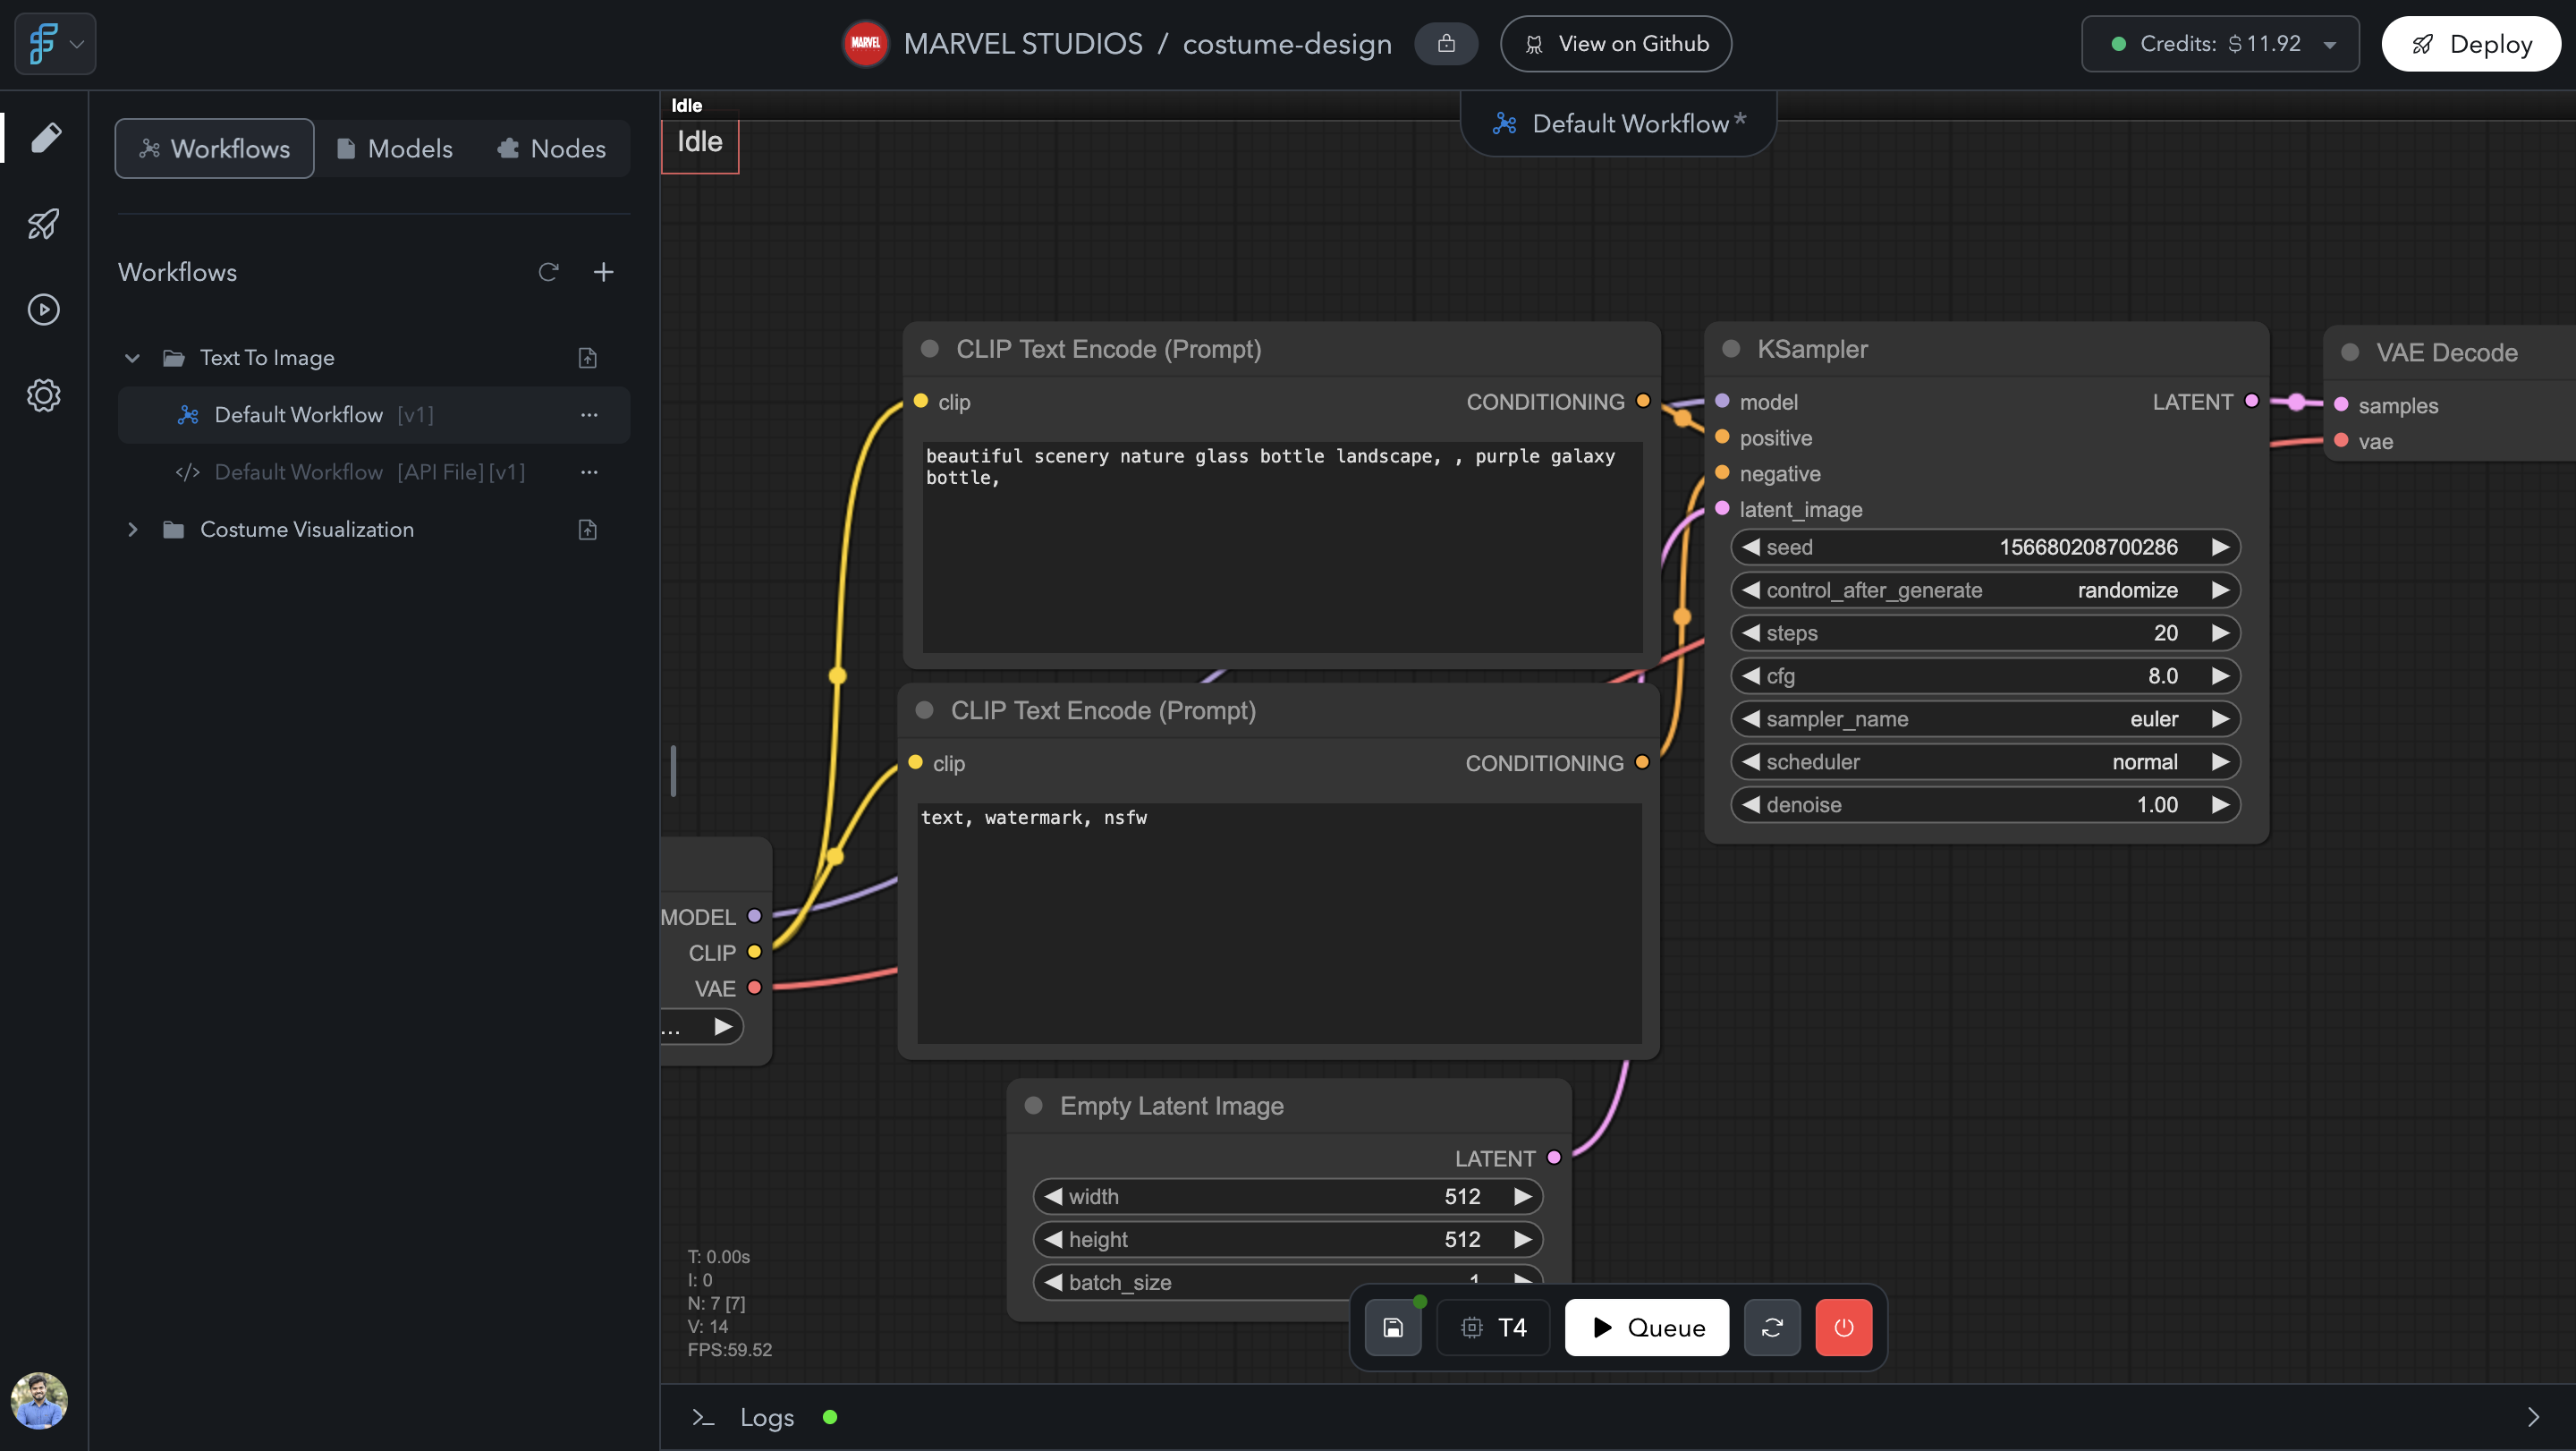 MARVEL
MARVEL STUDIOS / costume-design
View on Github
Credits: $ 11.92
Deploy
Workflows
Models
Nodes
Workflows
Text To Image
Default Workflow [v1]
Default Workflow [API File] [v1]
Costume Visualization
Idle
Idle
Default Workflow*
CLIP Text Encode (Prompt)
clip
CONDITIONING
beautiful scenery nature glass bottle landscape, , purple galaxy
bottle,
CLIP Text Encode (Prompt)
clip
CONDITIONING
text, watermark, nsfw
MODEL
CLIP
VAE
...
Empty Latent Image
LATENT
width 512
height 512
batch_size 1
KSampler
model
LATENT
positive
negative
latent_image
seed 156680208700286
control_after_generate randomize
steps 20
cfg 8.0
sampler_name euler
scheduler normal
denoise 1.00
VAE Decode
samples
vae
T: 0.00s
I: 0
N: 7 [7]
V: 14
FPS:59.52
T4
Queue
Logs